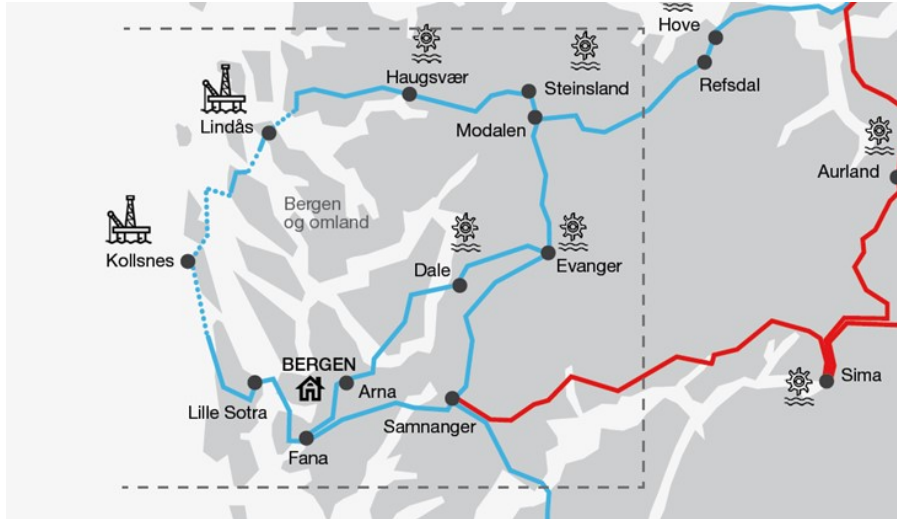 Hove
Refsdal
Haugsvær
Steinsland
Modalen
Lindås
Aurland
Bergen
og omland
Kollsnes
Dale
Evanger
BERGEN
Arna
Lille Sotra
Samnanger
Sima
Fana